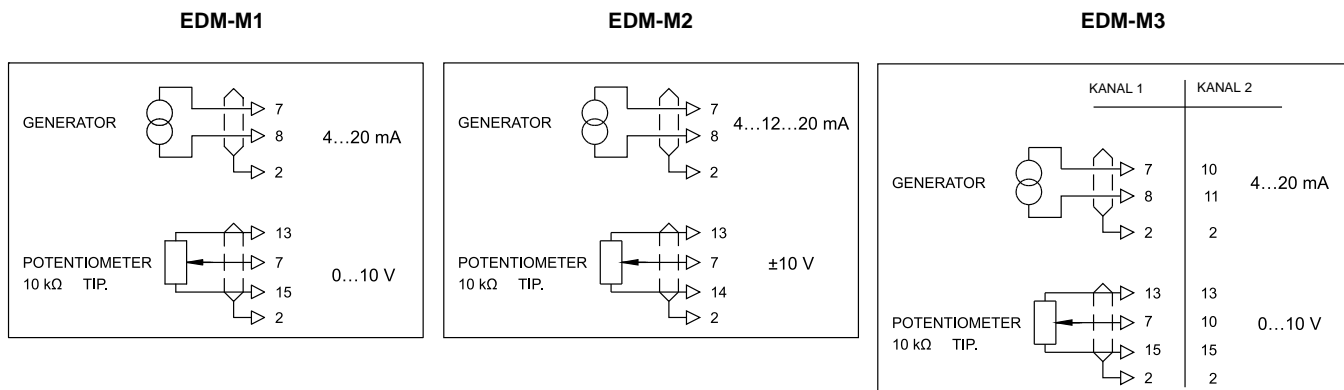 EDM-M1
GENERATOR
7
8
2
4…20 mA
POTENTIOMETER
10 kΩ TIP.
13
7
15
2
0…10 V
EDM-M2
GENERATOR
7
8
2
4…12…20 mA
POTENTIOMETER
10 kΩ TIP.
13
7
14
2
±10 V
EDM-M3
KANAL 1 KANAL 2
GENERATOR
7 10
8 11
2 2
4…20 mA
POTENTIOMETER
10 kΩ TIP.
13 13
7 10
15 15
2 2
0…10 V